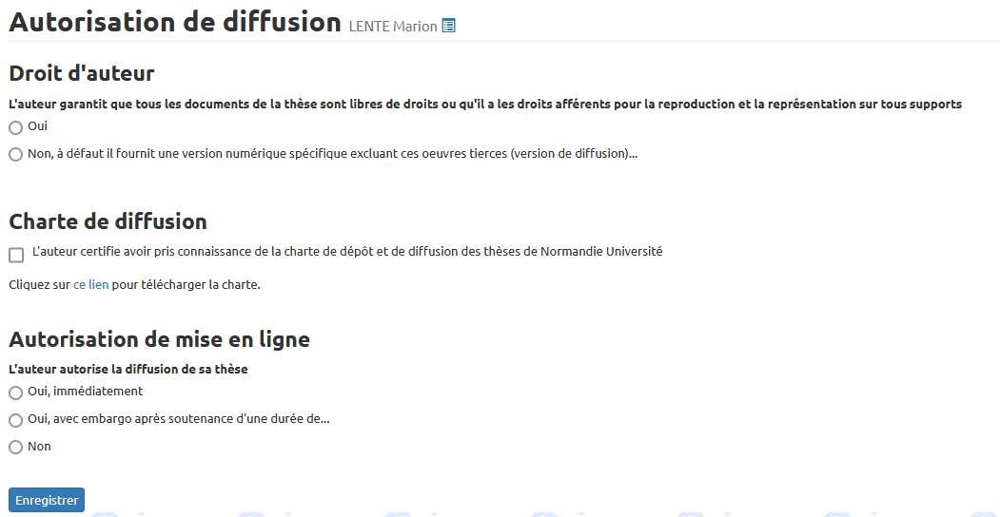 Autorisation de diffusion LENTE Marion
Droit d'auteur
L'auteur garantit que tous les documents de la thèse sont libres de droits ou qu'il a les droits afférents pour la reproduction et la représentation sur tous supports
Oui
Non, à défaut il fournit une version numérique spécifique excluant ces oeuvres tierces (version de diffusion)...
Charte de diffusion
L'auteur certifie avoir pris connaissance de la charte de dépôt et de diffusion des thèses de Normandie Université
Cliquez sur ce lien pour télécharger la charte.
Autorisation de mise en ligne
L'auteur autorise la diffusion de sa thèse
Oui, immédiatement
Oui, avec embargo après soutenance d'une durée de...
Non
Enregistrer